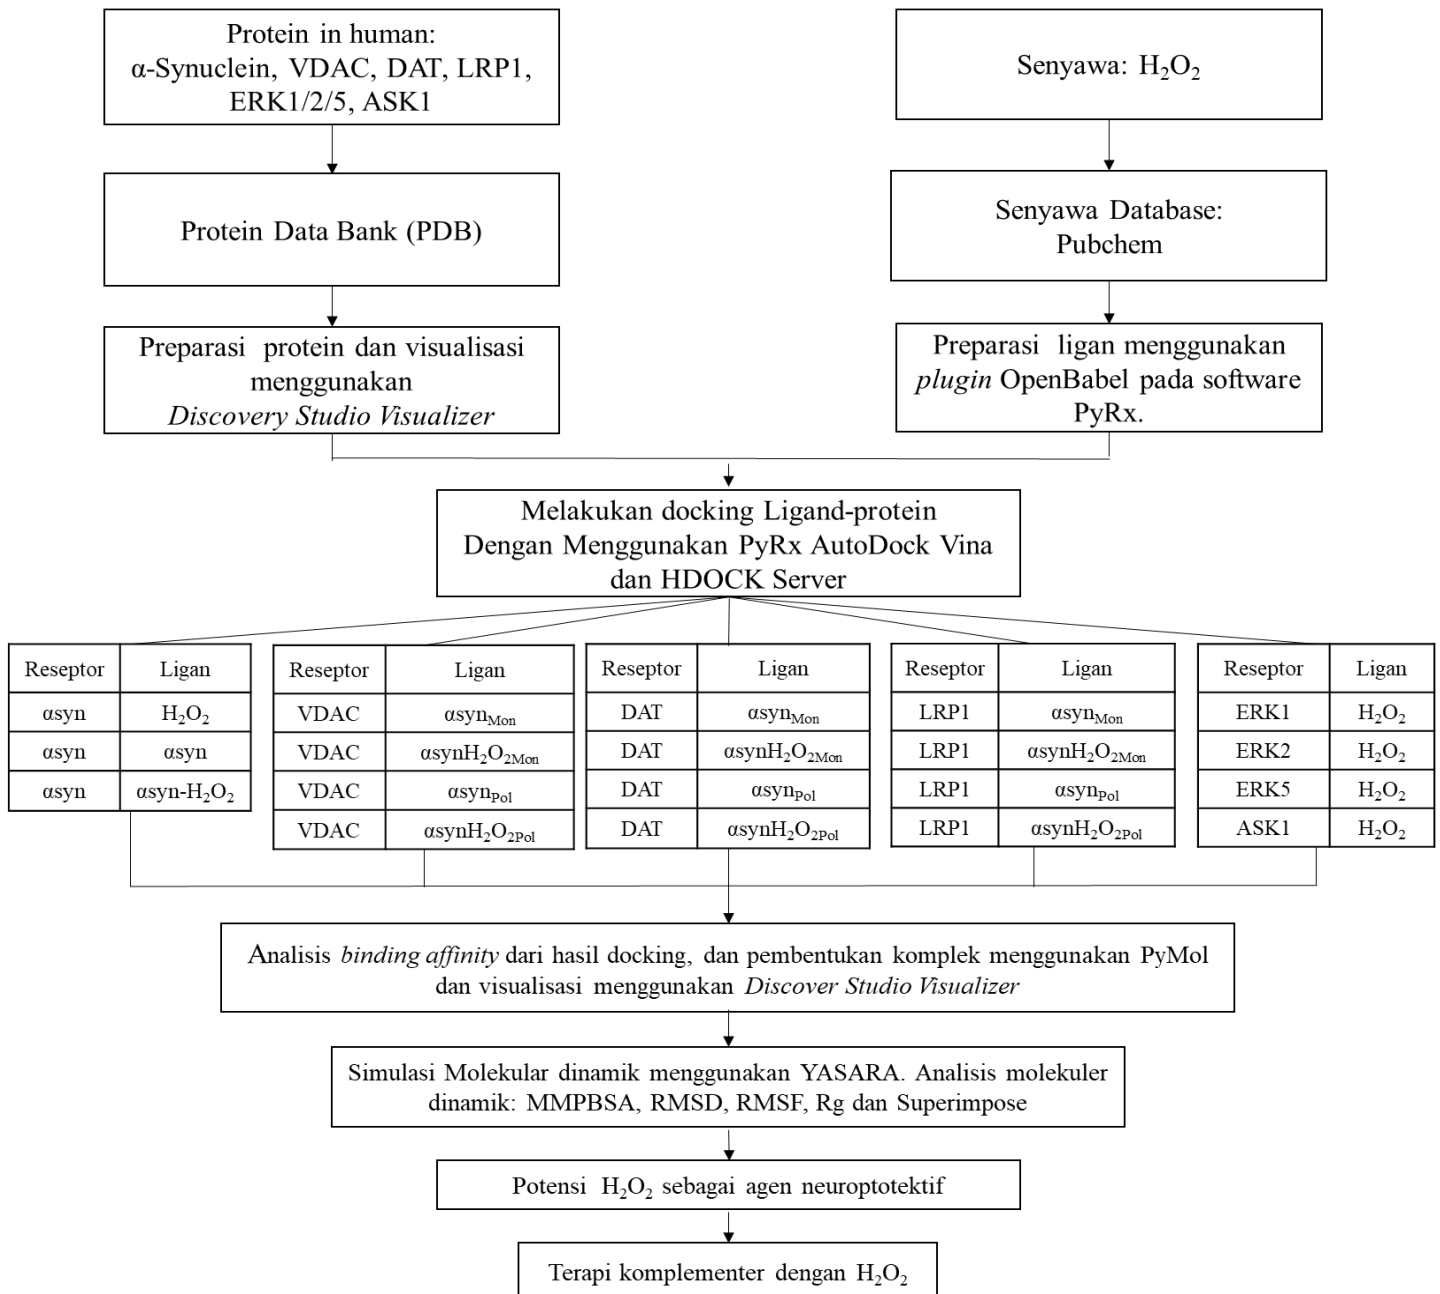 Protein in human:
α-Synuclein, VDAC, DAT, LRP1,
ERK1/2/5, ASK1
Senyawa: H₂O₂
Protein Data Bank (PDB)
Senyawa Database:
Pubchem
Preparasi protein dan visualisasi
menggunakan
Discovery Studio Visualizer
Preparasi ligan menggunakan
plugin OpenBabel pada software
PyRx.
Melakukan docking Ligand-protein
Dengan Menggunakan PyRx AutoDock Vina
dan HDOCK Server
Reseptor Ligan
αsyn H₂O₂
αsyn αsyn
αsyn αsyn-H₂O₂
Reseptor Ligan
VDAC αsynMon
VDAC αsynH₂O₂Mon
VDAC αsynPol
VDAC αsynH₂O₂Pol
Reseptor Ligan
DAT αsynMon
DAT αsynH₂O₂Mon
DAT αsynPol
DAT αsynH₂O₂Pol
Reseptor Ligan
LRP1 αsynMon
LRP1 αsynH₂O₂Mon
LRP1 αsynPol
LRP1 αsynH₂O₂Pol
Reseptor Ligan
ERK1 H₂O₂
ERK2 H₂O₂
ERK5 H₂O₂
ASK1 H₂O₂
Analisis binding affinity dari hasil docking, dan pembentukan komplek menggunakan PyMol
dan visualisasi menggunakan Discover Studio Visualizer
Simulasi Molekular dinamik menggunakan YASARA. Analisis molekuler
dinamik: MMPBSA, RMSD, RMSF, Rg dan Superimpose
Potensi H₂O₂ sebagai agen neuroptotektif
Terapi komplementer dengan H₂O₂